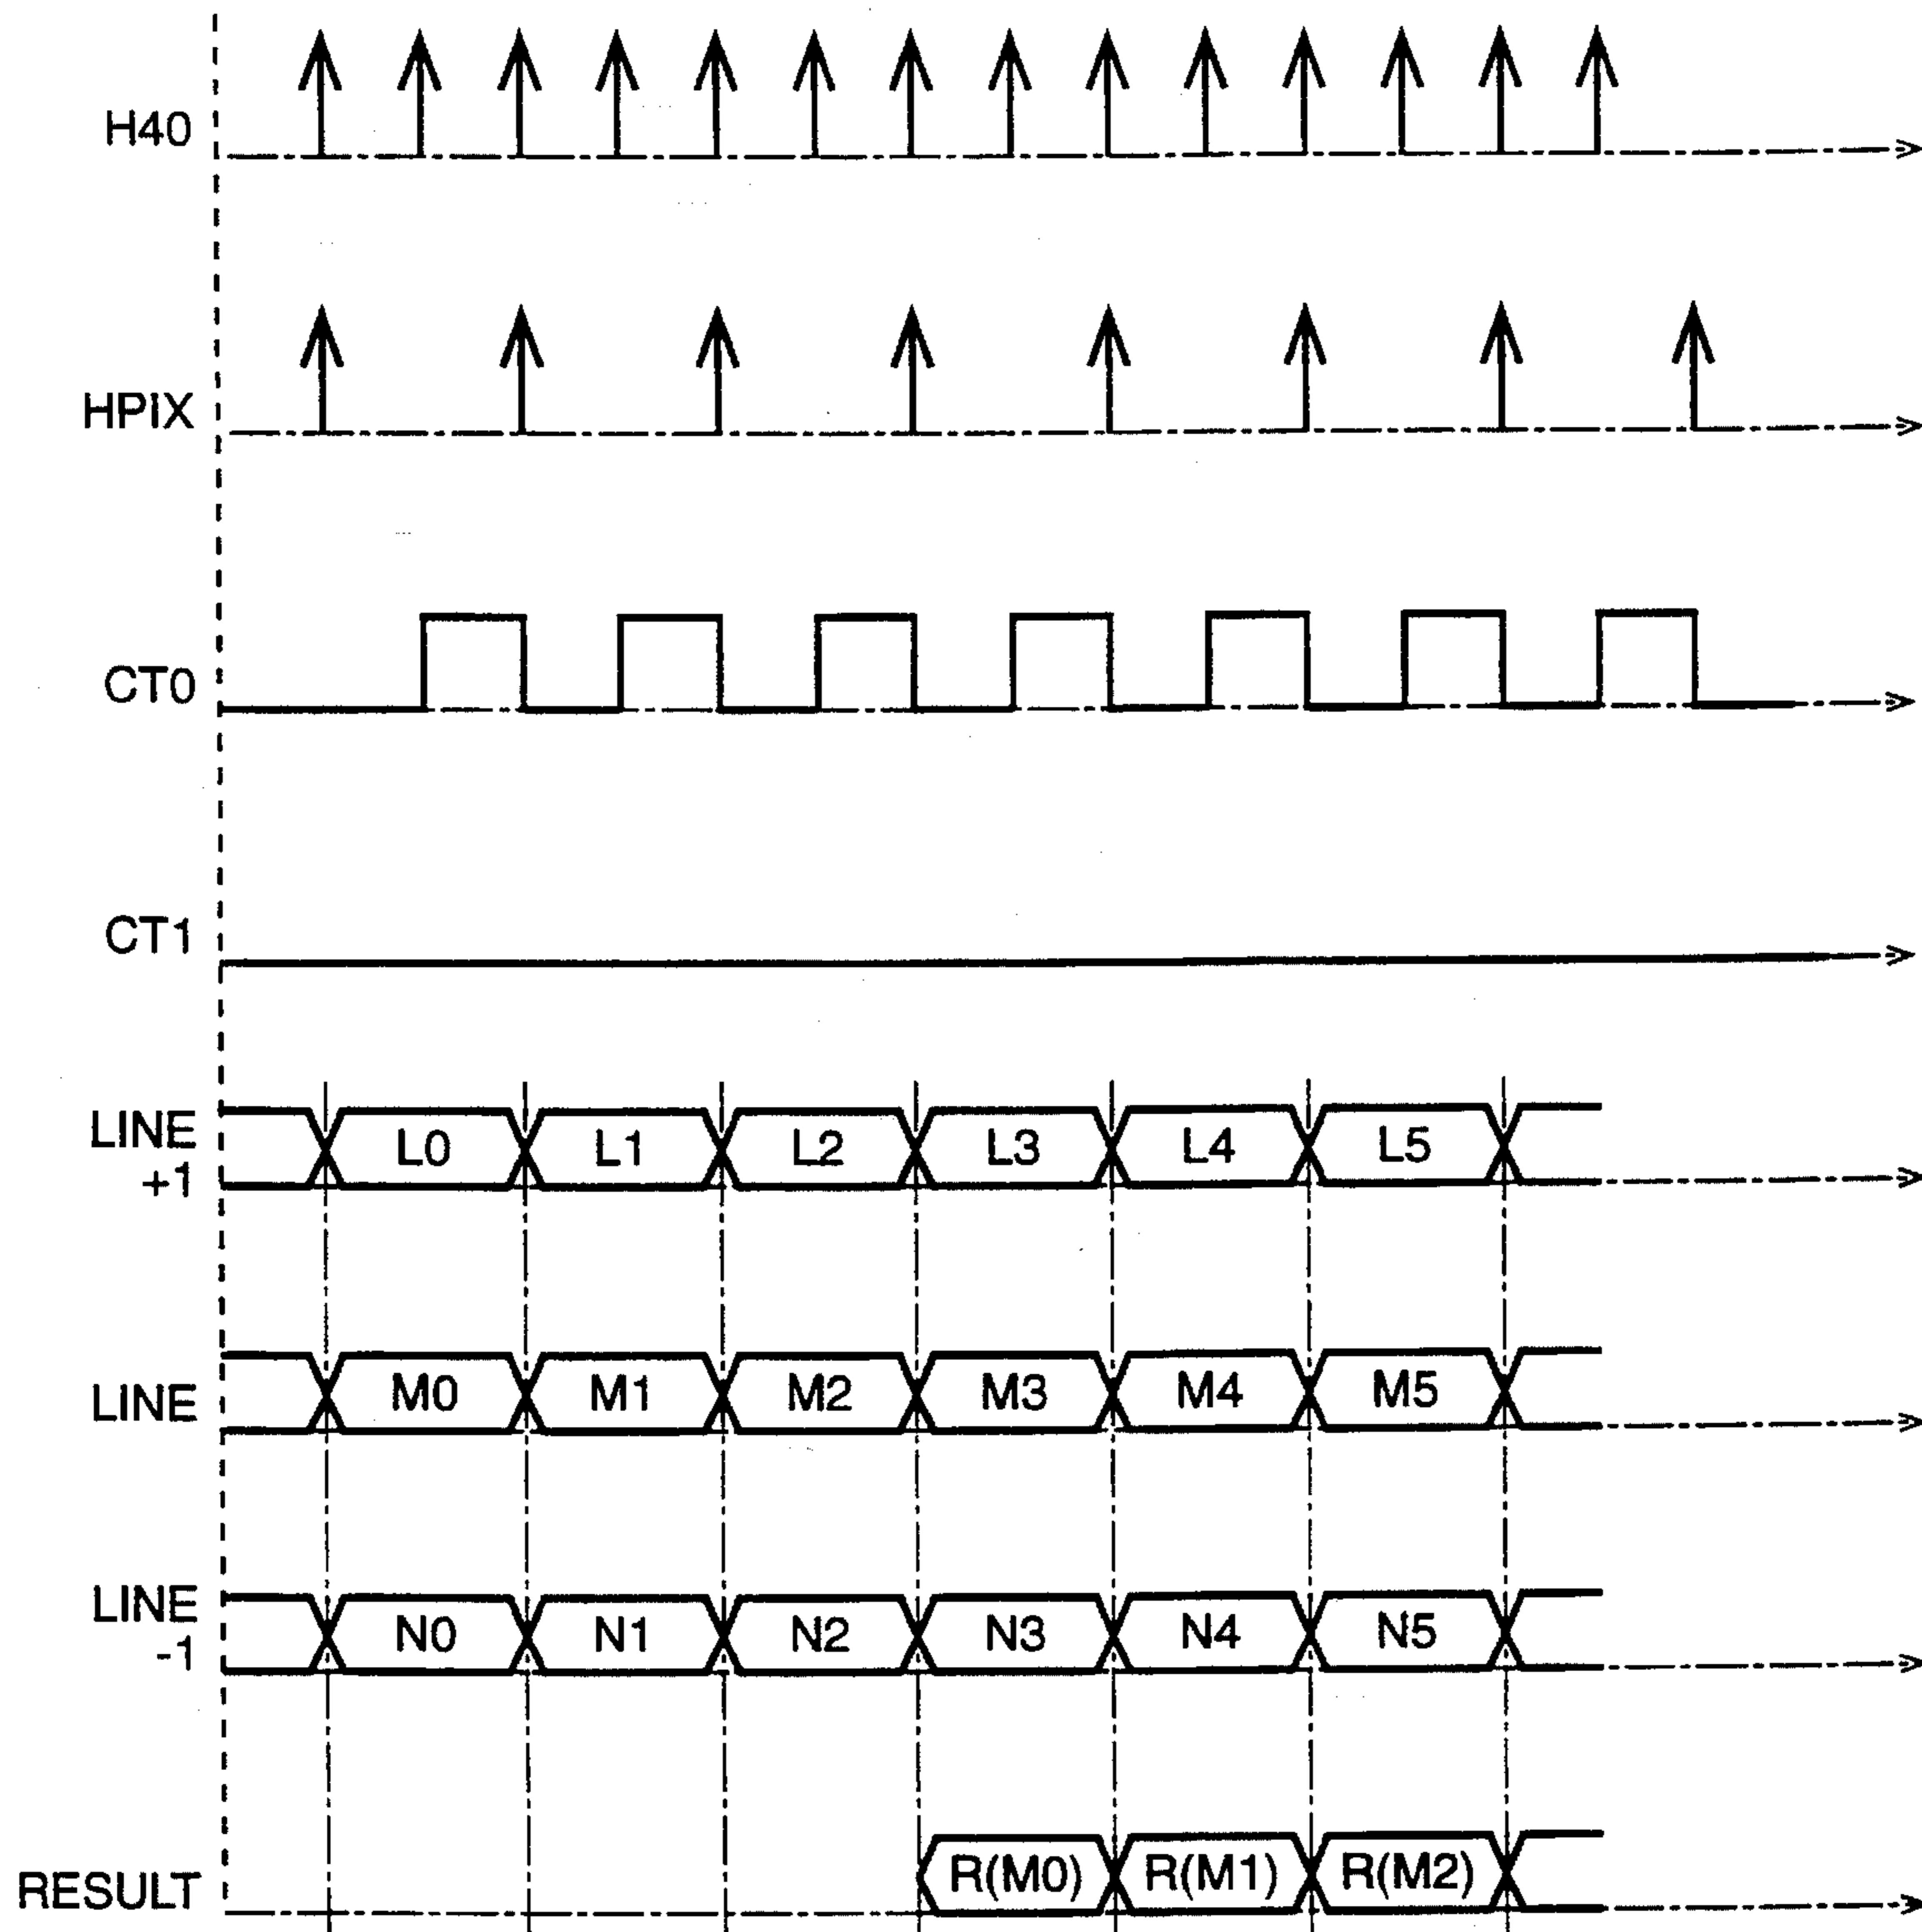 H40
HPIX
CT0
CT1
LINE
+1
L0 L1 L2 L3 L4 L5
LINE
M0 M1 M2 M3 M4 M5
LINE
-1
N0 N1 N2 N3 N4 N5
RESULT
R(M0) R(M1) R(M2)